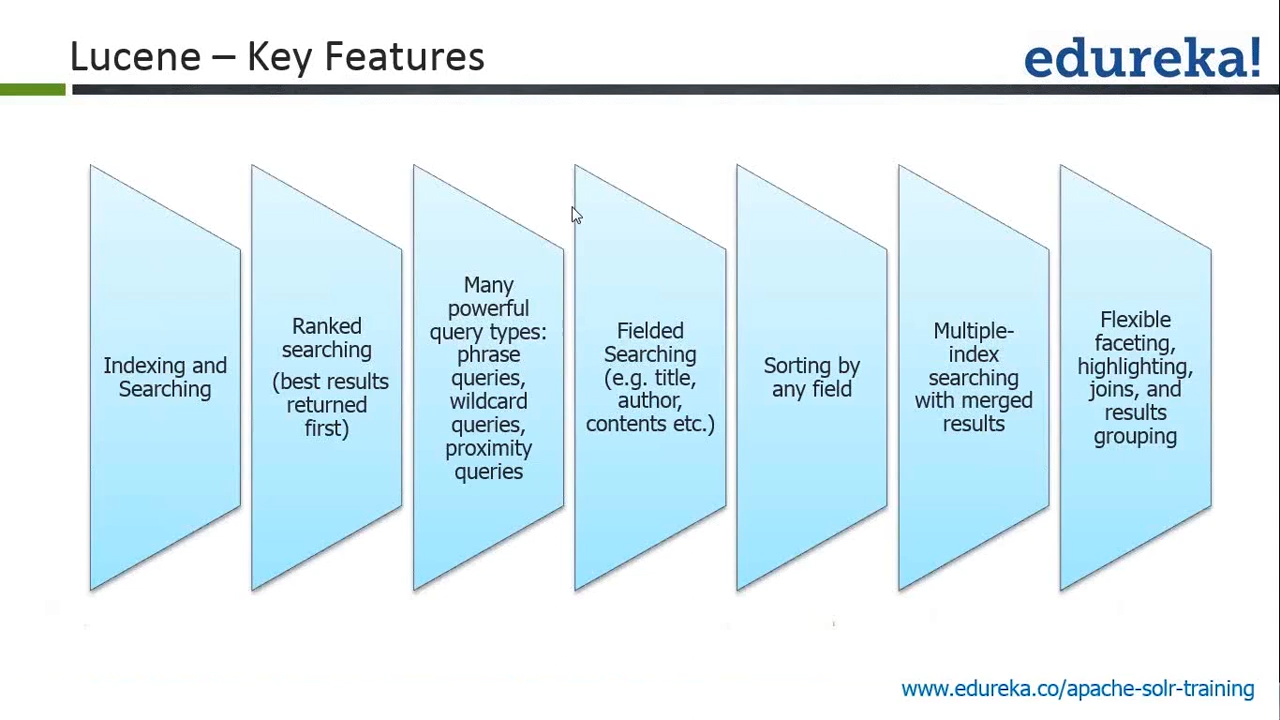 Lucene – Key Features
edureka!
Indexing and
Searching
Ranked
searching
(best results
returned
first)
Many
powerful
query types:
phrase
queries,
wildcard
queries,
proximity
queries
Fielded
Searching
(e.g. title,
author,
contents etc.)
Sorting by
any field
Multiple-
index
searching
with merged
results
Flexible
faceting,
highlighting,
joins, and
results
grouping
www.edureka.co/apache-solr-training